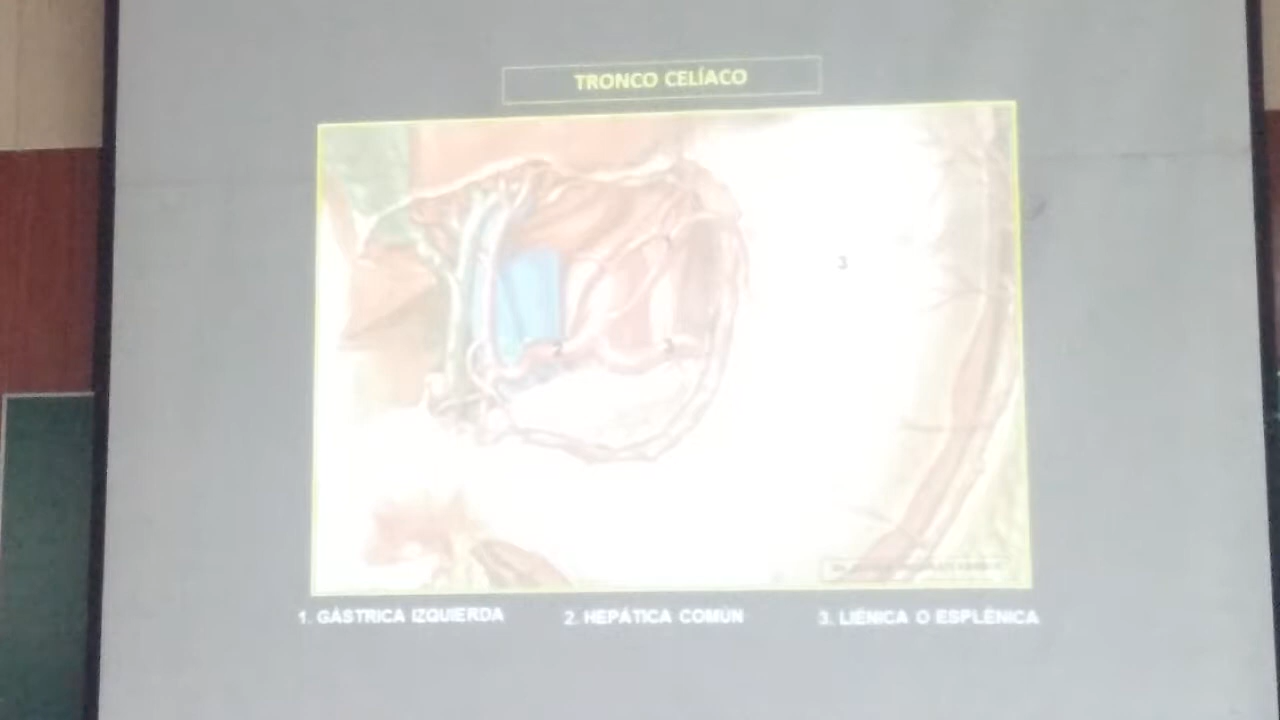 TRONCO CELÍACO
3
1. GÁSTRICA IZQUIERDA 2. HEPÁTICA COMÚN 3. LIÉNICA O ESPLÉNICA